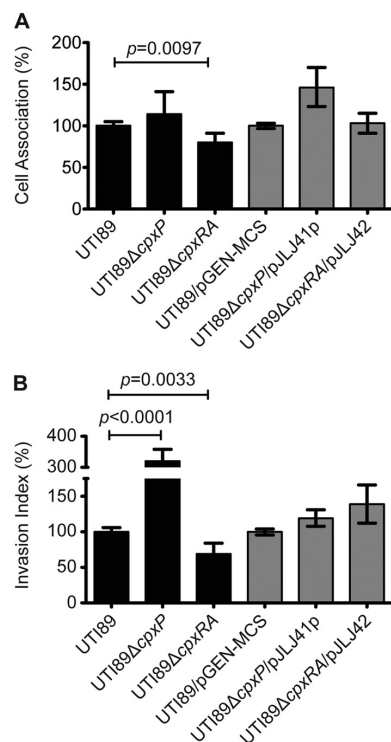 A
Cell Association (%)
200
150
100
50
0
p=0.0097
UTI89
UTI89ΔcpxP
UTI89ΔcpxRA
UTI89/pGEN-MCS
UTI89ΔcpxP/pJLJ41p
UTI89ΔcpxRA/pJLJ42
B
Invasion Index (%)
p=0.0033
p<0.0001
400
300
150
100
50
0
UTI89
UTI89ΔcpxP
UTI89ΔcpxRA
UTI89/pGEN-MCS
UTI89ΔcpxP/pJLJ41p
UTI89ΔcpxRA/pJLJ42